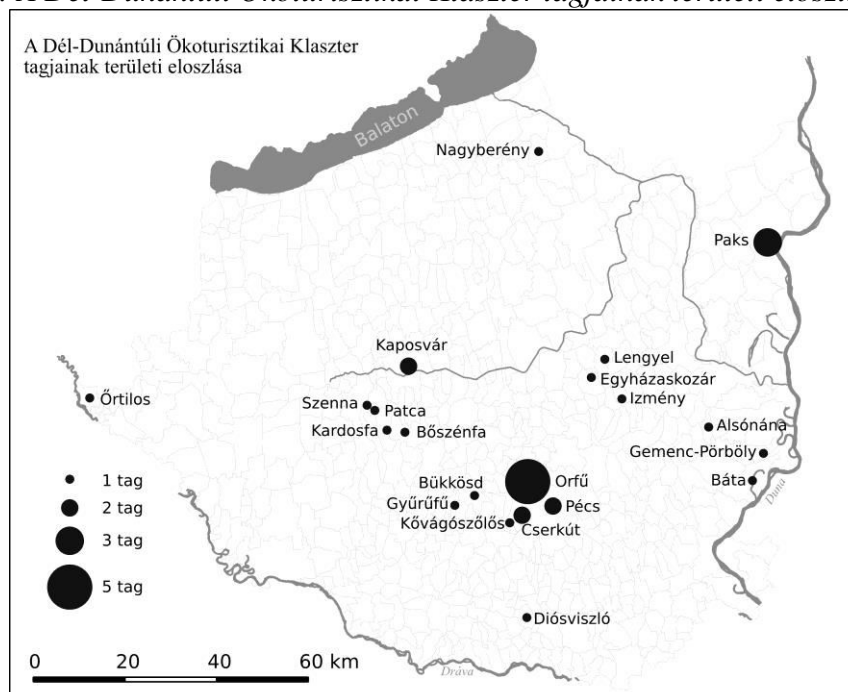 A Dél-Dunántúli Ökoturisztikai Klaszter
tagjainak területi eloszlása
Balaton
Nagyberény
Paks
Kaposvár
Lengyel
Egyházaskozár
Izmény
Őrtilos
Szenna
Patca
Kardosfa
Bőszénfa
Alsónána
Gemenc-Pörböly
Báta
Duna
Bükkösd
Orfű
Gyűrűfű
Pécs
Kővágószőlős
Cserkút
1 tag
2 tag
3 tag
5 tag
Diósviszló
0 20 40 60 km
Dráva